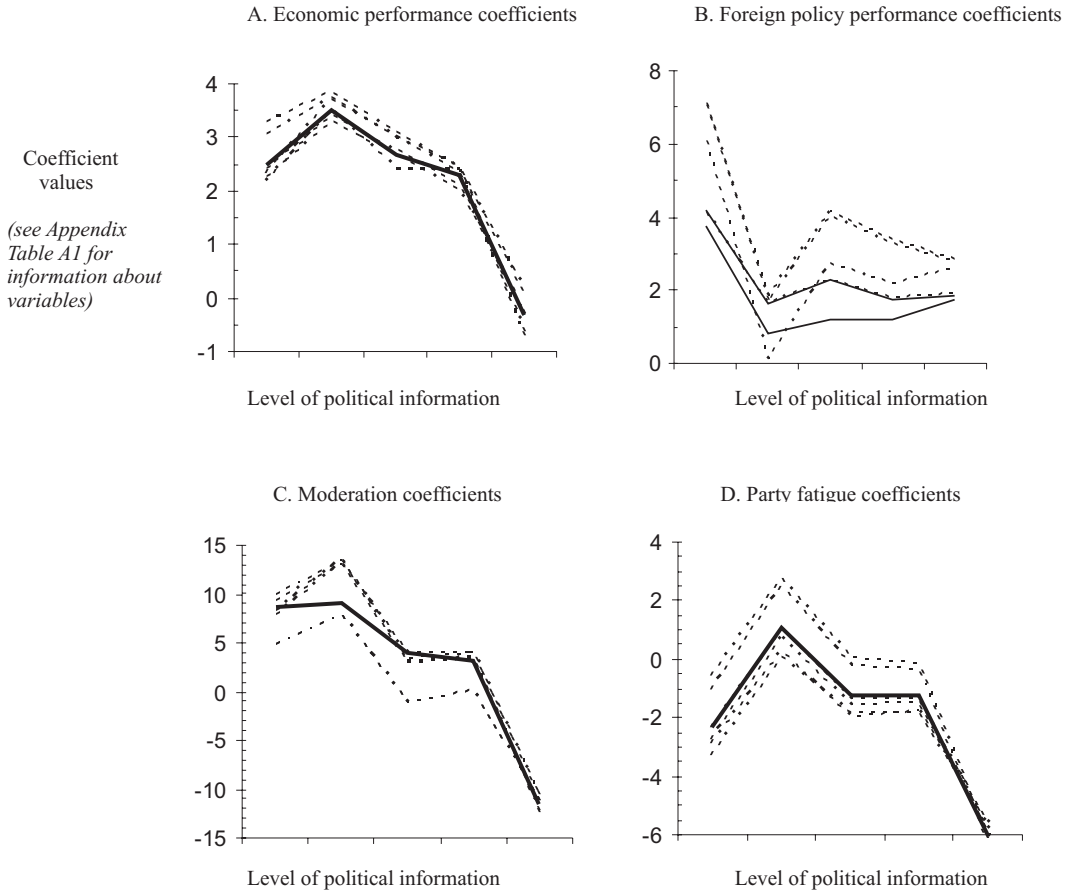 A. Economic performance coefficients
B. Foreign policy performance coefficients
Coefficient
values
(see Appendix
Table A1 for
information about
variables)
4
3
2
1
0
-1
Level of political information
8
6
4
2
0
Level of political information
C. Moderation coefficients
D. Party fatigue coefficients
15
10
5
0
-5
-10
-15
Level of political information
4
2
0
-2
-4
-6
Level of political information